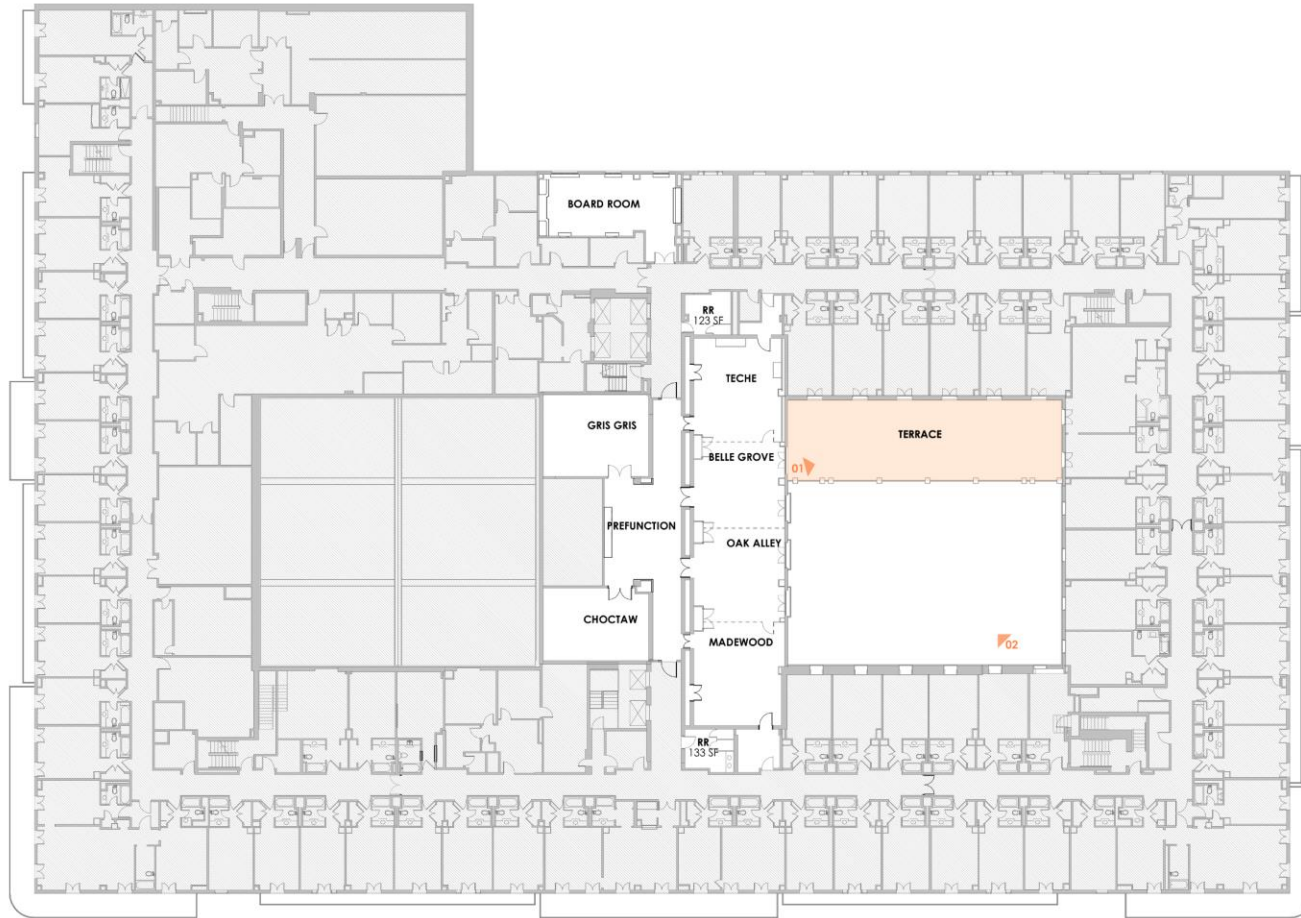 BOARD ROOM
RR
123 SF
TECHE
GRIS GRIS
TERRACE
BELLE GROVE
01
PREFUNCTION
OAK ALLEY
CHOCTAW
MADEWOOD
02
RR
133 SF